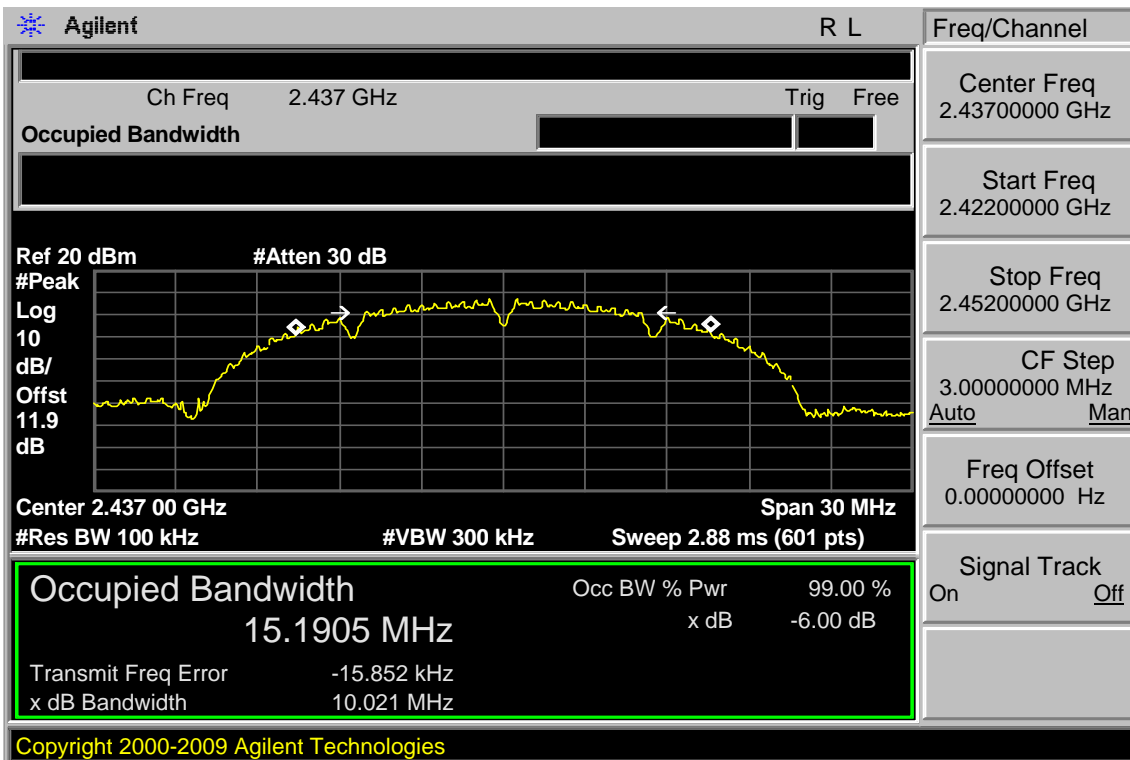 Agilent R L
Freq/Channel
Ch Freq 2.437 GHz Trig Free
Occupied Bandwidth
Ref 20 dBm #Atten 30 dB
#Peak
Log
10
dB/
Offst
11.9
dB
Center 2.437 00 GHz Span 30 MHz
#Res BW 100 kHz #VBW 300 kHz Sweep 2.88 ms (601 pts)
Occupied Bandwidth Occ BW % Pwr 99.00 %
15.1905 MHz x dB -6.00 dB
Transmit Freq Error -15.852 kHz
x dB Bandwidth 10.021 MHz
Center Freq
2.43700000 GHz
Start Freq
2.42200000 GHz
Stop Freq
2.45200000 GHz
CF Step
3.00000000 MHz
Auto Man
Freq Offset
0.00000000 Hz
Signal Track
On Off
Copyright 2000-2009 Agilent Technologies